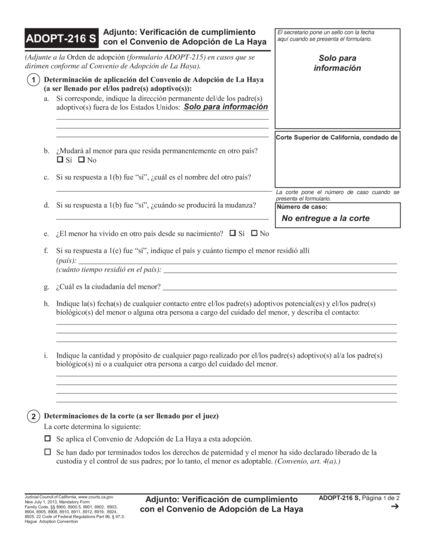 ADOPT-216 S
Adjunto: Verificación de cumplimiento
con el Convenio de Adopción de La Haya
El secretario pone un sello con la fecha
aquí cuando se presenta el formulario.
Solo para
información
(Adjunte a la Orden de adopción (formulario ADOPT-215) en casos que se
dirimen conforme al Convenio de Adopción de La Haya).
1 Determinación de aplicación del Convenio de Adopción de La Haya
(a ser llenado por el/los padre(s) adoptivo(s)):
a. Si corresponde, indique la dirección permanente del/de los padre(s)
adoptivo(s) fuera de los Estados Unidos: Solo para información
Corte Superior de California, condado de
b. ¿Mudará al menor para que resida permanentemente en otro país?
Sí No
c. Si su respuesta a 1(b) fue “sí”, ¿cuál es el nombre del otro país?
La corte pone el número de caso cuando se
presenta el formulario.
Número de caso:
No entregue a la corte
d. Si su respuesta a 1(b) fue “sí”, ¿cuándo se producirá la mudanza?
e. ¿El menor ha vivido en otro país desde su nacimiento? Sí No
f. Si su respuesta a 1(e) fue “sí”, indique el país y cuánto tiempo el menor residió allí
(país):
(cuánto tiempo residió en el país):
g. ¿Cuál es la ciudadanía del menor?
h. Indique la(s) fecha(s) de cualquier contacto entre el/los padre(s) adoptivos potencial(es) y el/los padre(s)
biológico(s) del menor o alguna otra persona a cargo del cuidado del menor, y describa el contacto:
i. Indique la cantidad y propósito de cualquier pago realizado por el/los padre(s) adoptivo(s) al/a los padre(s)
biológico(s) ni o a cualquier otra persona a cargo del cuidado del menor.
2 Determinaciones de la corte (a ser llenado por el juez)
La corte determina lo siguiente:
Se aplica el Convenio de Adopción de La Haya a esta adopción.
Se han dado por terminados todos los derechos de paternidad y el menor ha sido declarado liberado de la
custodia y el control de sus padres; por lo tanto, el menor es adoptable. (Convenio, art. 4(a).)
Judicial Council of California, www.courts.ca.gov
New July 1, 2013, Mandatory Form
Family Code, §§ 8900, 8900.5, 8901, 8902, 8903,
8904, 8905, 8908, 8910, 8911, 8912, 8919, 8924,
8925, 22 Code of Federal Regulations Part 96, § 97.3;
Hague Adoption Convention
Adjunto: Verificación de cumplimiento
con el Convenio de Adopción de La Haya
ADOPT-216 S, Página 1 de 2